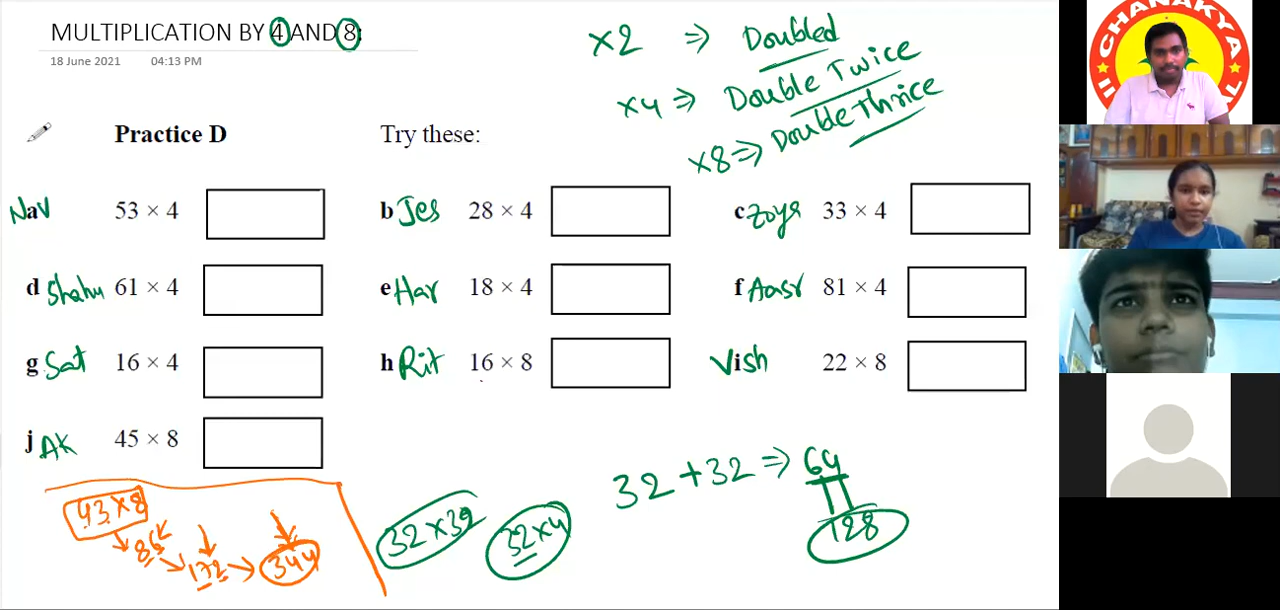 MULTIPLICATION BY 4 AND 8:
18 June 2021 04:13 PM
×2 ⇒ Doubled
×4 ⇒ Double Twice
×8 ⇒ Double Thrice
Practice D Try these:
Nav 53 × 4 b Jes 28 × 4 c Zoya 33 × 4
d Shahu 61 × 4 e Har 18 × 4 f Aasr 81 × 4
g Sat 16 × 4 h Rit 16 × 8 Vish 22 × 8
j AK 45 × 8
32 + 32 ⇒ 64
128
43 × 8
86
172 → 344
32 × 32 32 × 4
CHANAKYA